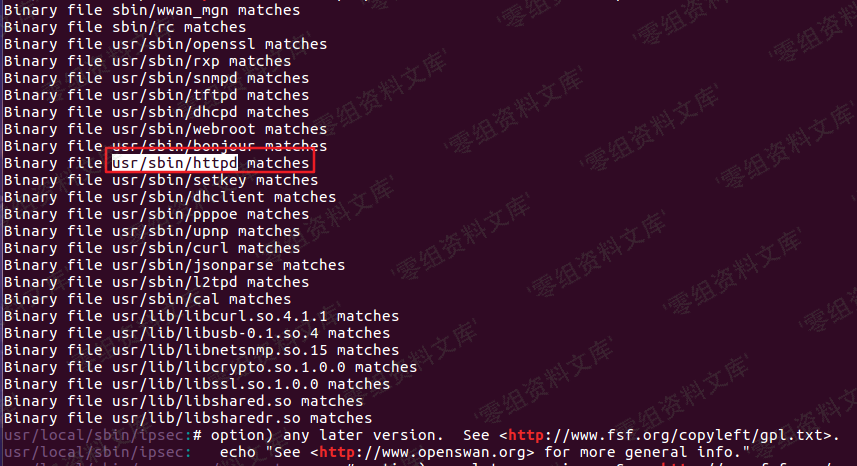 Binary file sbin/wwan_mgn matches
Binary file sbin/rc matches
Binary file usr/sbin/openssl matches
Binary file usr/sbin/rxp matches
Binary file usr/sbin/snmpd matches
Binary file usr/sbin/tftpd matches
Binary file usr/sbin/dhcpd matches
Binary file usr/sbin/webroot matches
Binary file usr/sbin/bonjour matches
Binary file usr/sbin/httpd matches
Binary file usr/sbin/setkey matches
Binary file usr/sbin/dhclient matches
Binary file usr/sbin/pppoe matches
Binary file usr/sbin/upnp matches
Binary file usr/sbin/curl matches
Binary file usr/sbin/jsonparse matches
Binary file usr/sbin/l2tpd matches
Binary file usr/sbin/cal matches
Binary file usr/lib/libcurl.so.4.1.1 matches
Binary file usr/lib/libusb-0.1.so.4 matches
Binary file usr/lib/libnetsnmp.so.15 matches
Binary file usr/lib/libcrypto.so.1.0.0 matches
Binary file usr/lib/libssl.so.1.0.0 matches
Binary file usr/lib/libshared.so matches
Binary file usr/lib/libsharedr.so matches
usr/local/sbin/ipsec:# option) any later version.  See <http://www.fsf.org/copyleft/gpl.txt>.
usr/local/sbin/ipsec:   echo "See <http://www.openswan.org> for more general info."
'零组资料文库'